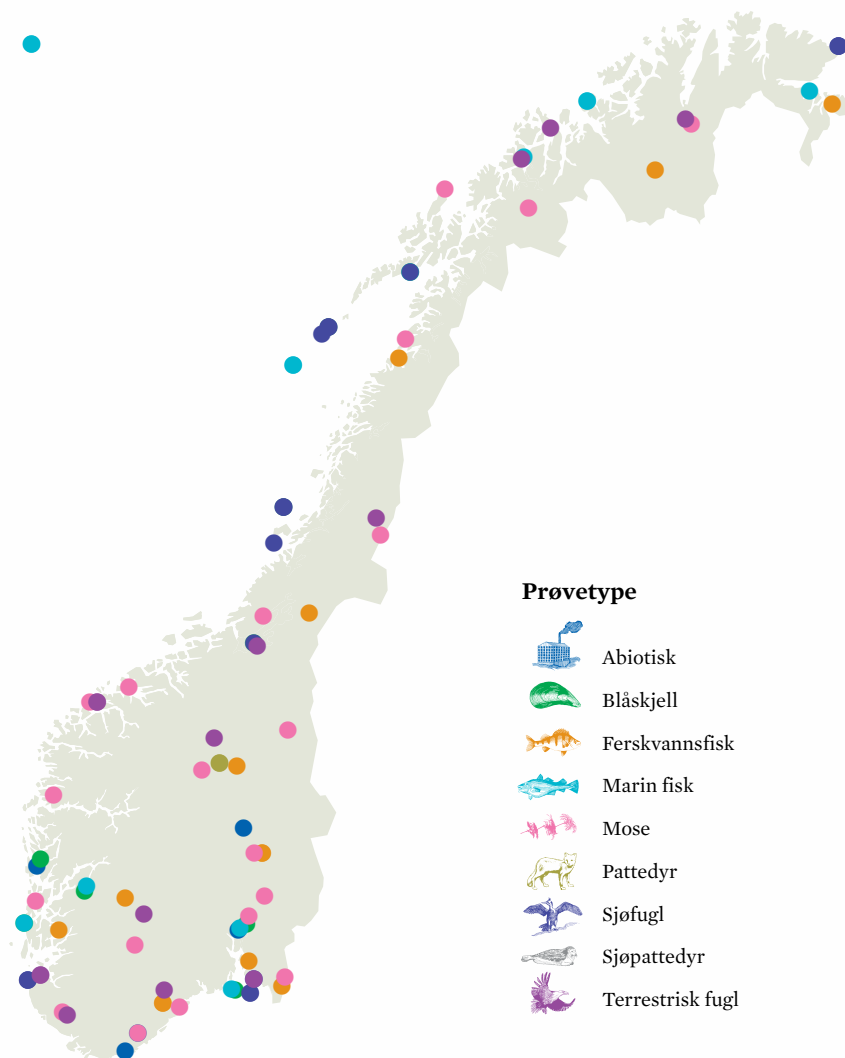 Prøvetype
Abiotisk
Blåskjell
Ferskvannsfisk
Marin fisk
Mose
Pattedyr
Sjøfugl
Sjøpattedyr
Terrestrisk fugl